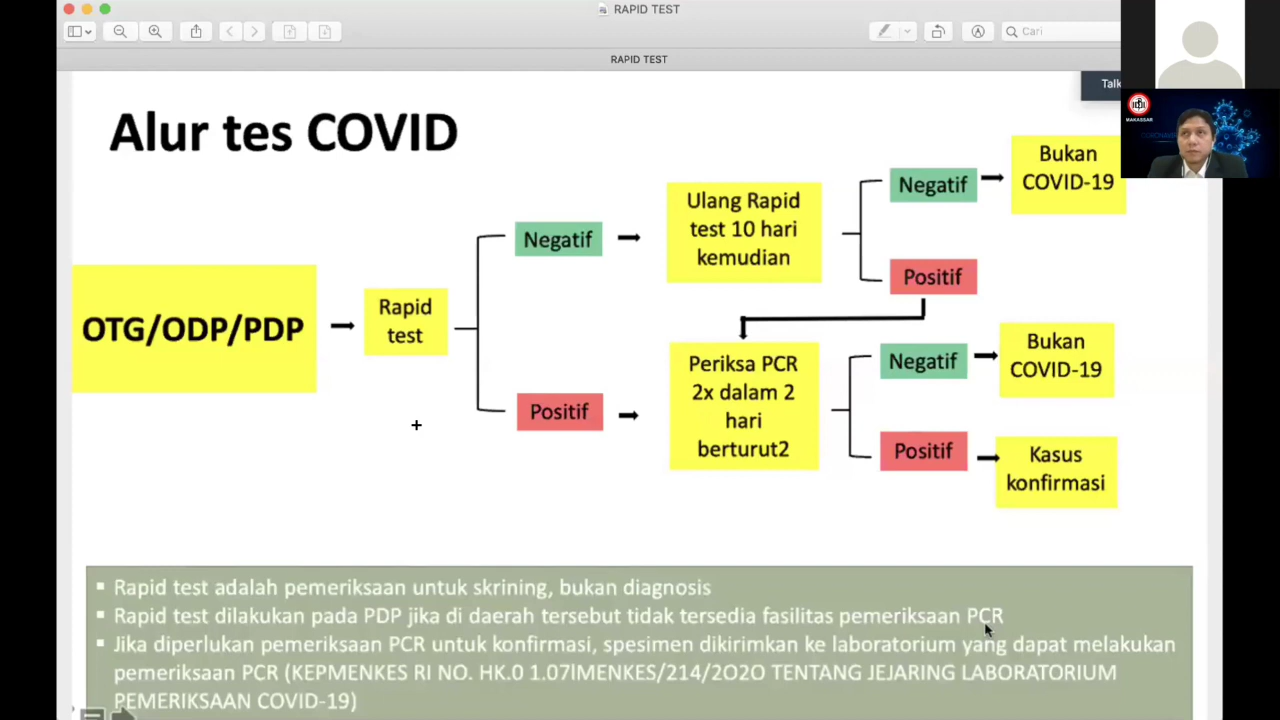 RAPID TEST
Cari
RAPID TEST
MAKASSAR
Alur tes COVID
OTG/ODP/PDP
Rapid
test
Negatif
Positif
Ulang Rapid
test 10 hari
kemudian
Negatif
Bukan
COVID-19
Positif
Periksa PCR
2x dalam 2
hari
berturut2
Negatif
Bukan
COVID-19
Positif
Kasus
konfirmasi
▪ Rapid test adalah pemeriksaan untuk skrining, bukan diagnosis
▪ Rapid test dilakukan pada PDP jika di daerah tersebut tidak tersedia fasilitas pemeriksaan PCR
▪ Jika diperlukan pemeriksaan PCR untuk konfirmasi, spesimen dikirimkan ke laboratorium yang dapat melakukan
pemeriksaan PCR (KEPMENKES RI NO. HK.0 1.07lMENKES/214/2O2O TENTANG JEJARING LABORATORIUM
PEMERIKSAAN COVID-19)